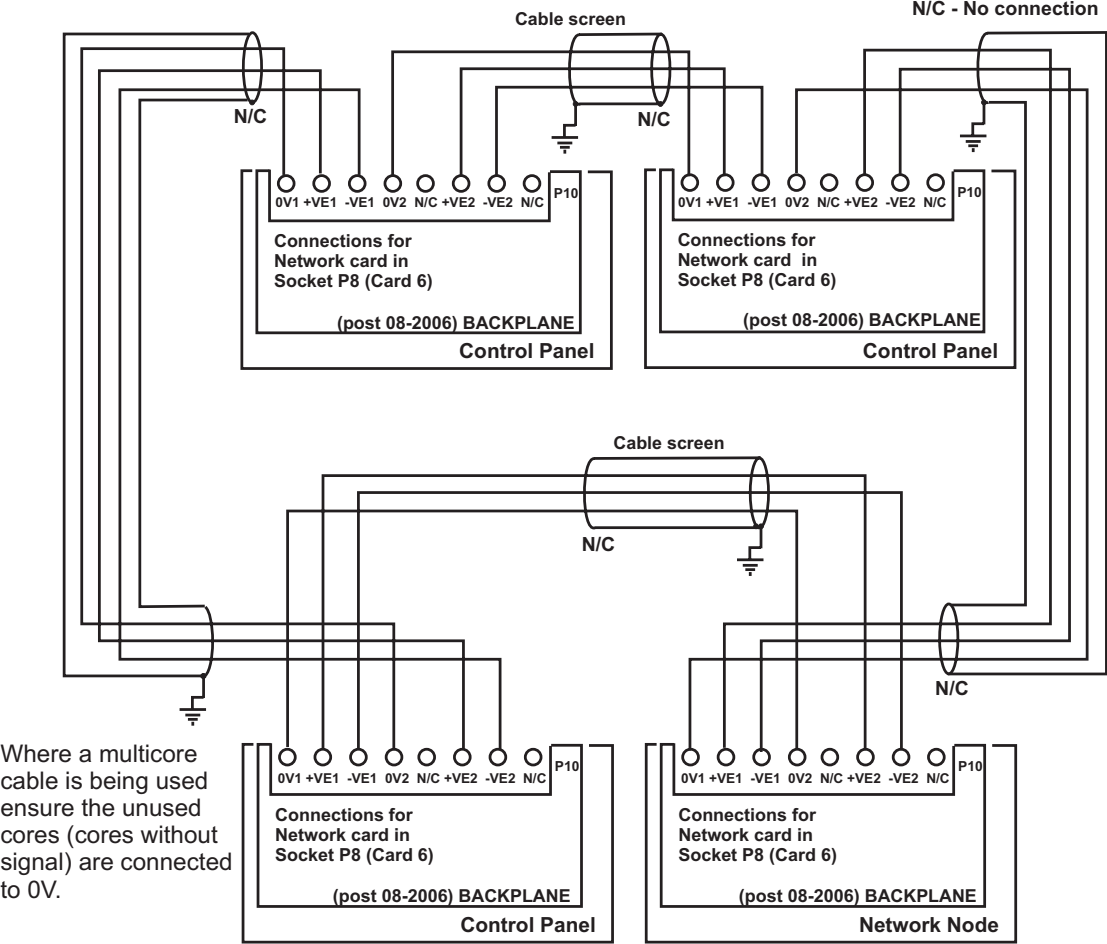 N/C - No connection
Cable screen
N/C
N/C
0V1 +VE1 -VE1 0V2 N/C +VE2 -VE2 N/C
P10
Connections for
Network card in
Socket P8 (Card 6)
(post 08-2006) BACKPLANE
Control Panel
0V1 +VE1 -VE1 0V2 N/C +VE2 -VE2 N/C
P10
Connections for
Network card in
Socket P8 (Card 6)
(post 08-2006) BACKPLANE
Control Panel
Cable screen
N/C
N/C
Where a multicore
cable is being used
ensure the unused
cores (cores without
signal) are connected
to 0V.
0V1 +VE1 -VE1 0V2 N/C +VE2 -VE2 N/C
P10
Connections for
Network card in
Socket P8 (Card 6)
(post 08-2006) BACKPLANE
Control Panel
0V1 +VE1 -VE1 0V2 N/C +VE2 -VE2 N/C
P10
Connections for
Network card in
Socket P8 (Card 6)
(post 08-2006) BACKPLANE
Network Node